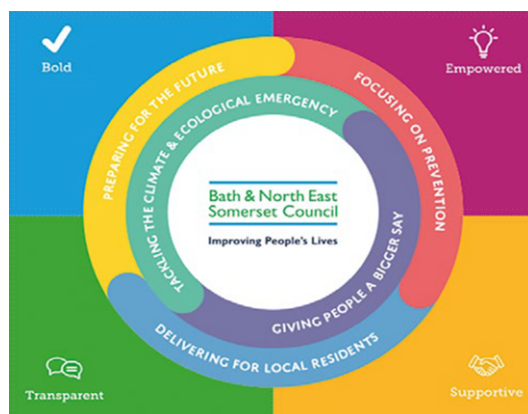 Bold
Empowered
PREPARING FOR THE FUTURE
FOCUSING ON PREVENTION
TACKLING THE CLIMATE & ECOLOGICAL EMERGENCY
Bath & North East
Somerset Council
Improving People's Lives
GIVING PEOPLE A BIGGER SAY
DELIVERING FOR LOCAL RESIDENTS
Transparent
Supportive